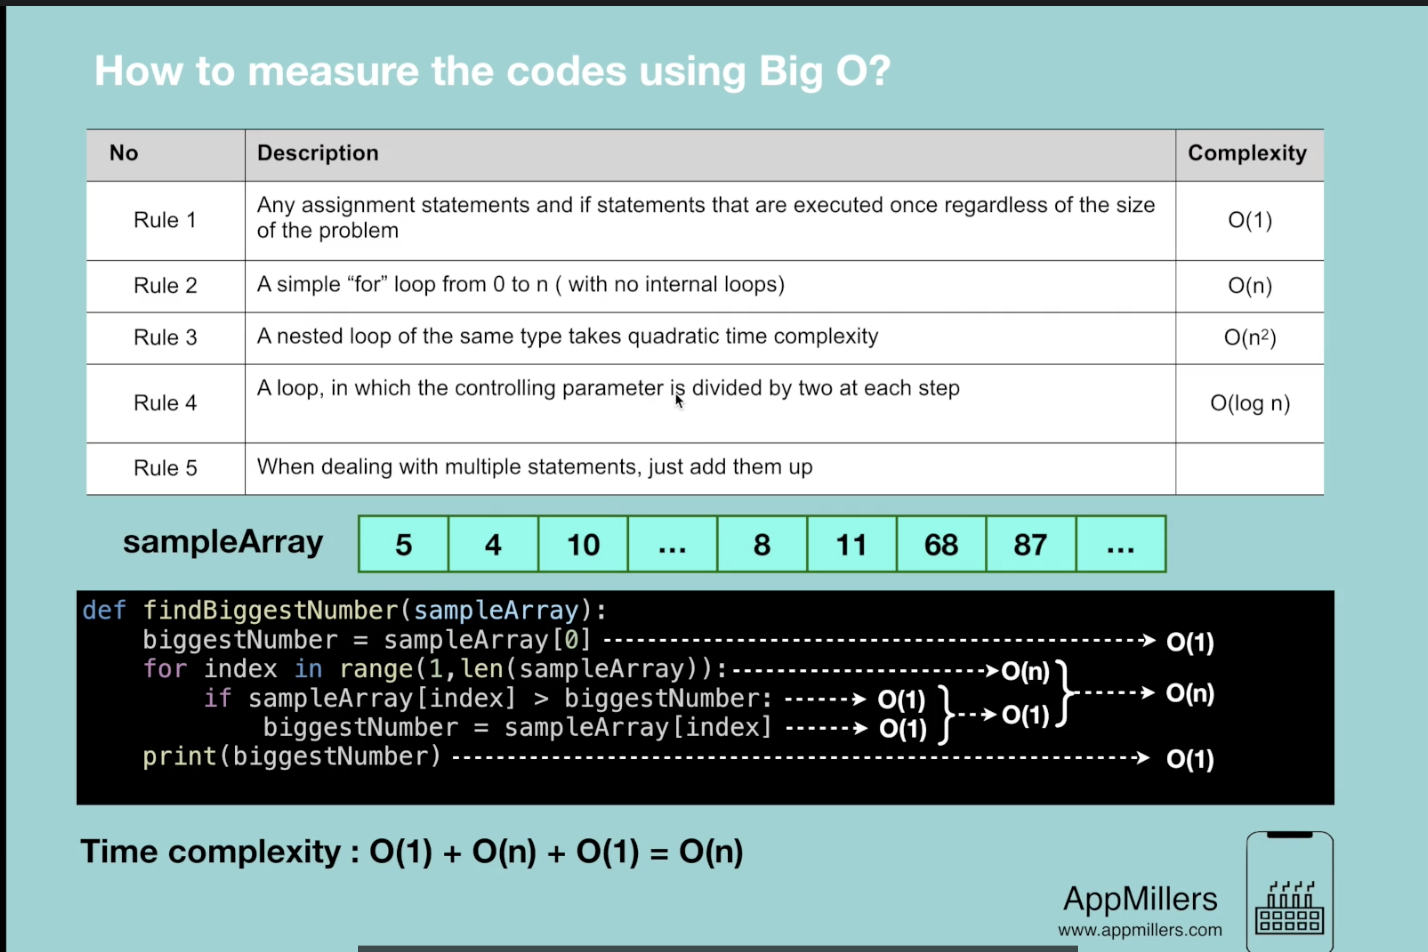 How to measure the codes using Big O?
No Description Complexity
Rule 1 Any assignment statements and if statements that are executed once regardless of the size of the problem O(1)
Rule 2 A simple “for” loop from 0 to n ( with no internal loops) O(n)
Rule 3 A nested loop of the same type takes quadratic time complexity O(n²)
Rule 4 A loop, in which the controlling parameter is divided by two at each step O(log n)
Rule 5 When dealing with multiple statements, just add them up
sampleArray 5 4 10 ... 8 11 68 87 ...
def findBiggestNumber(sampleArray):
biggestNumber = sampleArray[0] O(1)
for index in range(1,len(sampleArray)): O(n)
if sampleArray[index] > biggestNumber: O(1) O(n)
biggestNumber = sampleArray[index] O(1) O(1)
print(biggestNumber) O(1)
Time complexity : O(1) + O(n) + O(1) = O(n)
AppMillers
www.appmillers.com